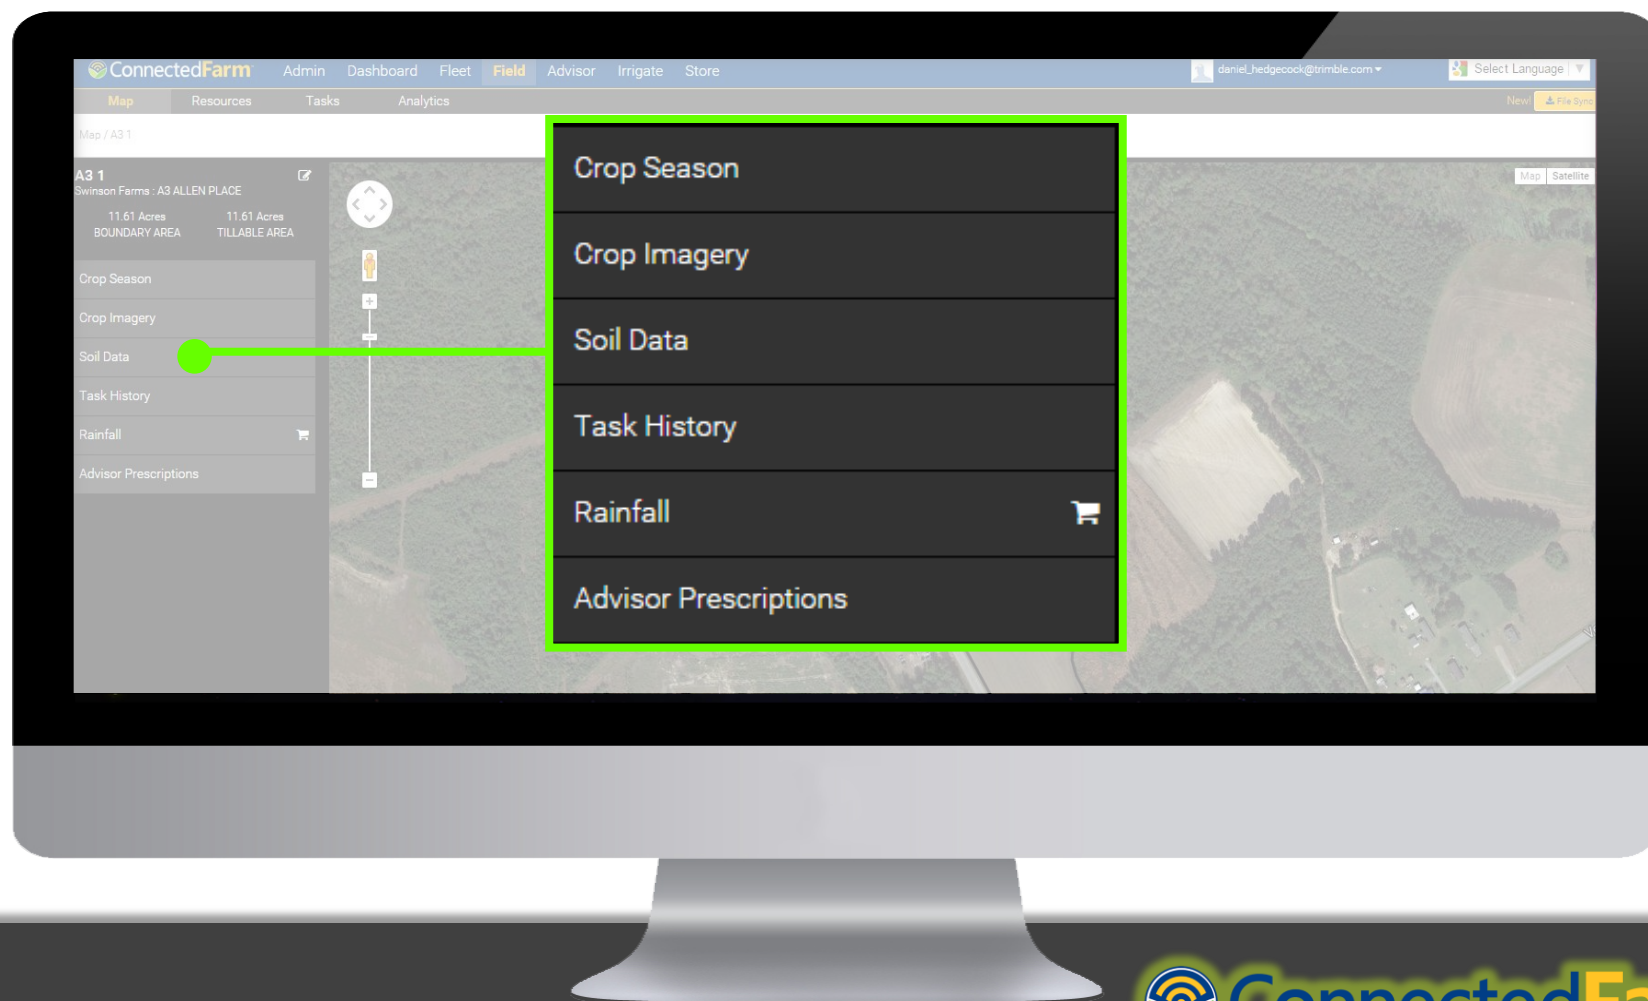 ConnectedFarm Admin Dashboard Fleet Field Advisor Irrigate Store daniel_hedgecock@trimble.com Select Language
Map Resources Tasks Analytics New! File Sync
Map / A3 1
A3 1
Swinson Farms : A3 ALLEN PLACE
11.61 Acres 11.61 Acres
BOUNDARY AREA TILLABLE AREA
Crop Season
Crop Imagery
Soil Data
Task History
Rainfall
Advisor Prescriptions
Crop Season
Crop Imagery
Soil Data
Task History
Rainfall
Advisor Prescriptions
Map Satellite
ConnectedFa